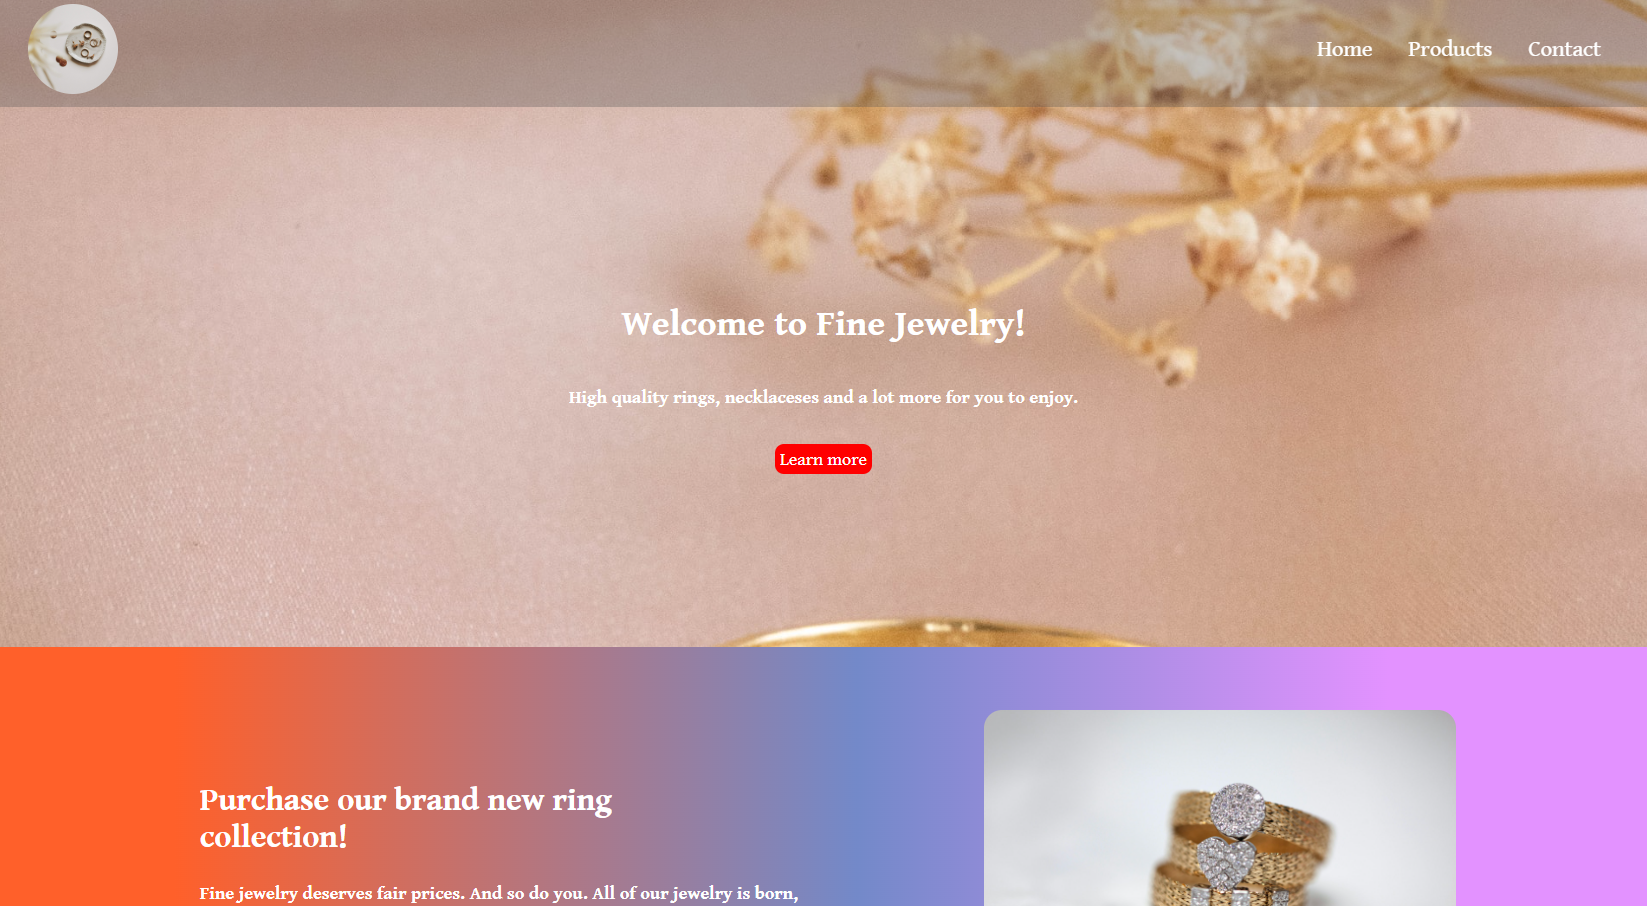 Home Products Contact
Welcome to Fine Jewelry!
High quality rings, necklaceses and a lot more for you to enjoy.
Learn more
Purchase our brand new ring
collection!
Fine jewelry deserves fair prices. And so do you. All of our jewelry is born,